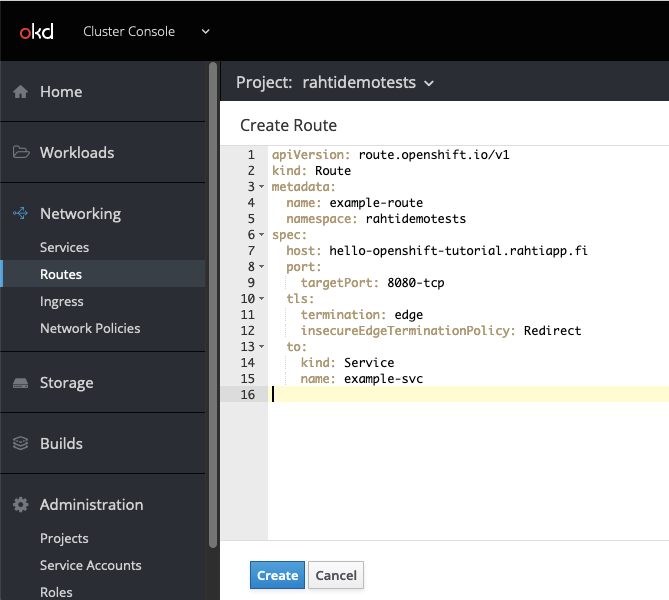 okd Cluster Console
Project: rahtidemotests
Home
Workloads
Networking
Services
Routes
Ingress
Network Policies
Storage
Builds
Administration
Projects
Service Accounts
Roles
Create Route
1 apiVersion: route.openshift.io/v1
2 kind: Route
3 metadata:
4   name: example-route
5   namespace: rahtidemotests
6 spec:
7   host: hello-openshift-tutorial.rahtiapp.fi
8   port:
9     targetPort: 8080-tcp
10   tls:
11     termination: edge
12     insecureEdgeTerminationPolicy: Redirect
13   to:
14     kind: Service
15     name: example-svc
16
Create Cancel